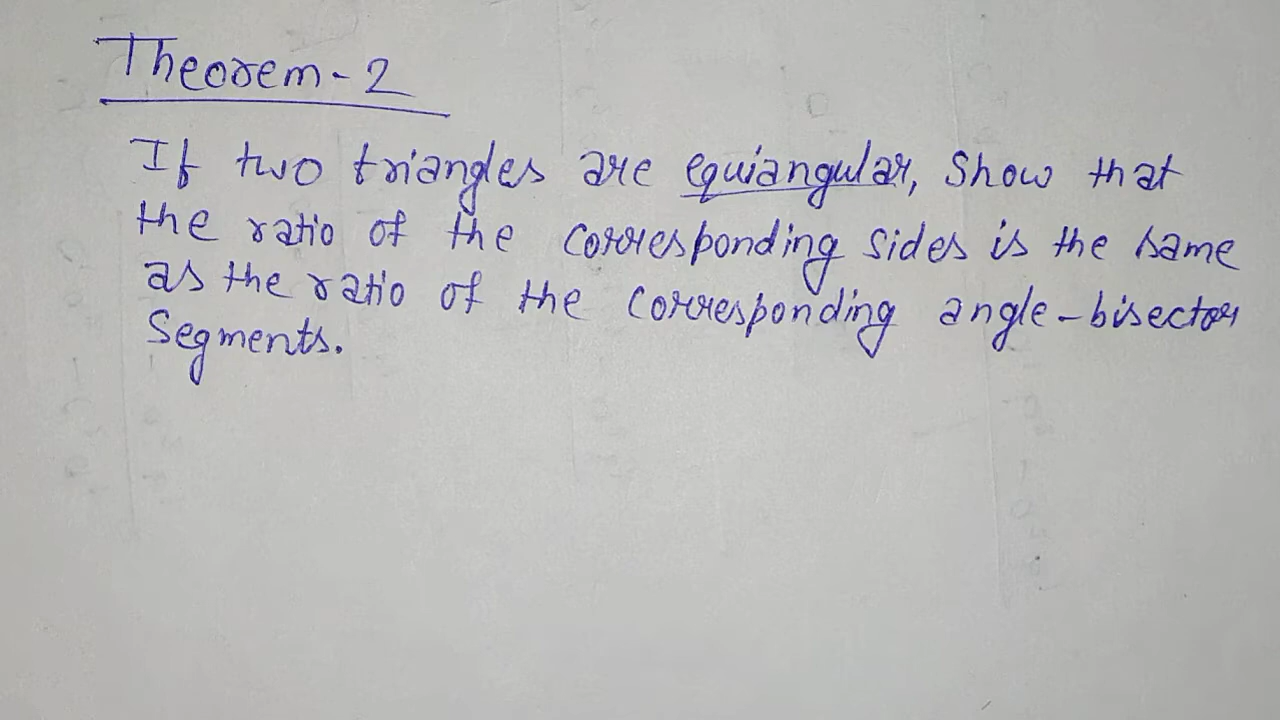 Theorem-2
If two triangles are equiangular, Show that
the ratio of the corresponding sides is the same
as the ratio of the corresponding angle-bisector
Segments.